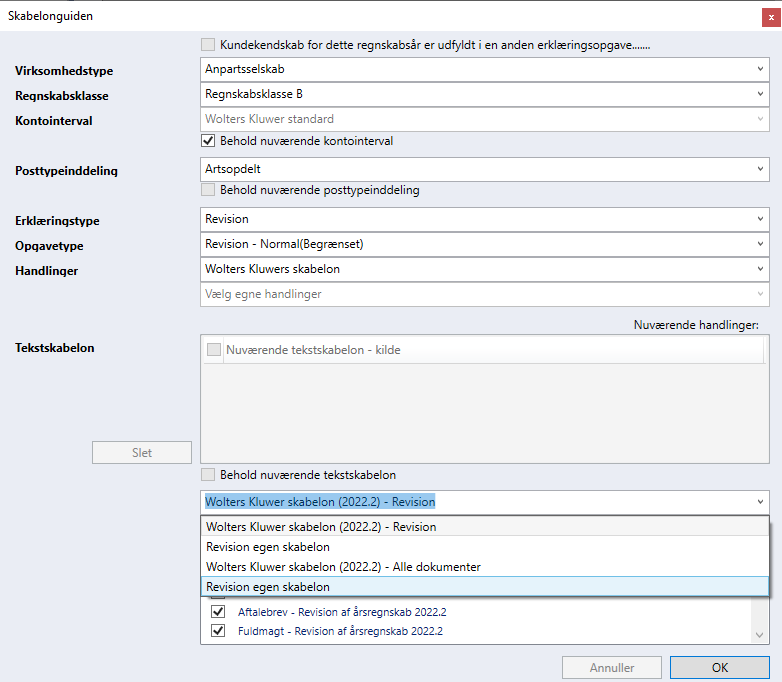 Skabelonguiden
Kundekendskab for dette regnskabsår er udfyldt i en anden erklæringsopgave.......
Virksomhedstype
Anpartsselskab
Regnskabsklasse
Regnskabsklasse B
Kontointerval
Wolters Kluwer standard
Behold nuværende kontointerval
Posttypeinddeling
Artsopdelt
Behold nuværende posttypeinddeling
Erklæringstype
Revision
Opgavetype
Revision - Normal(Begrænset)
Handlinger
Wolters Kluwers skabelon
Vælg egne handlinger
Nuværende handlinger:
Tekstskabelon
Nuværende tekstskabelon - kilde
Slet
Behold nuværende tekstskabelon
Wolters Kluwer skabelon (2022.2) - Revision
Wolters Kluwer skabelon (2022.2) - Revision
Revision egen skabelon
Wolters Kluwer skabelon (2022.2) - Alle dokumenter
Revision egen skabelon
Aftalebrev - Revision af årsregnskab 2022.2
Fuldmagt - Revision af årsregnskab 2022.2
Annuller
OK